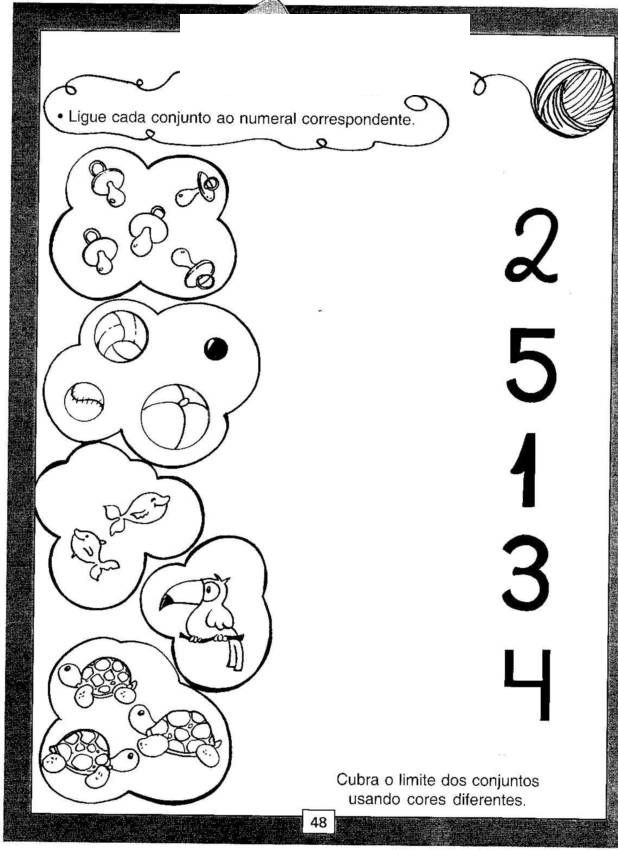 • Ligue cada conjunto ao numeral correspondente.
2
5
1
3
4
Cubra o limite dos conjuntos
usando cores diferentes.
48